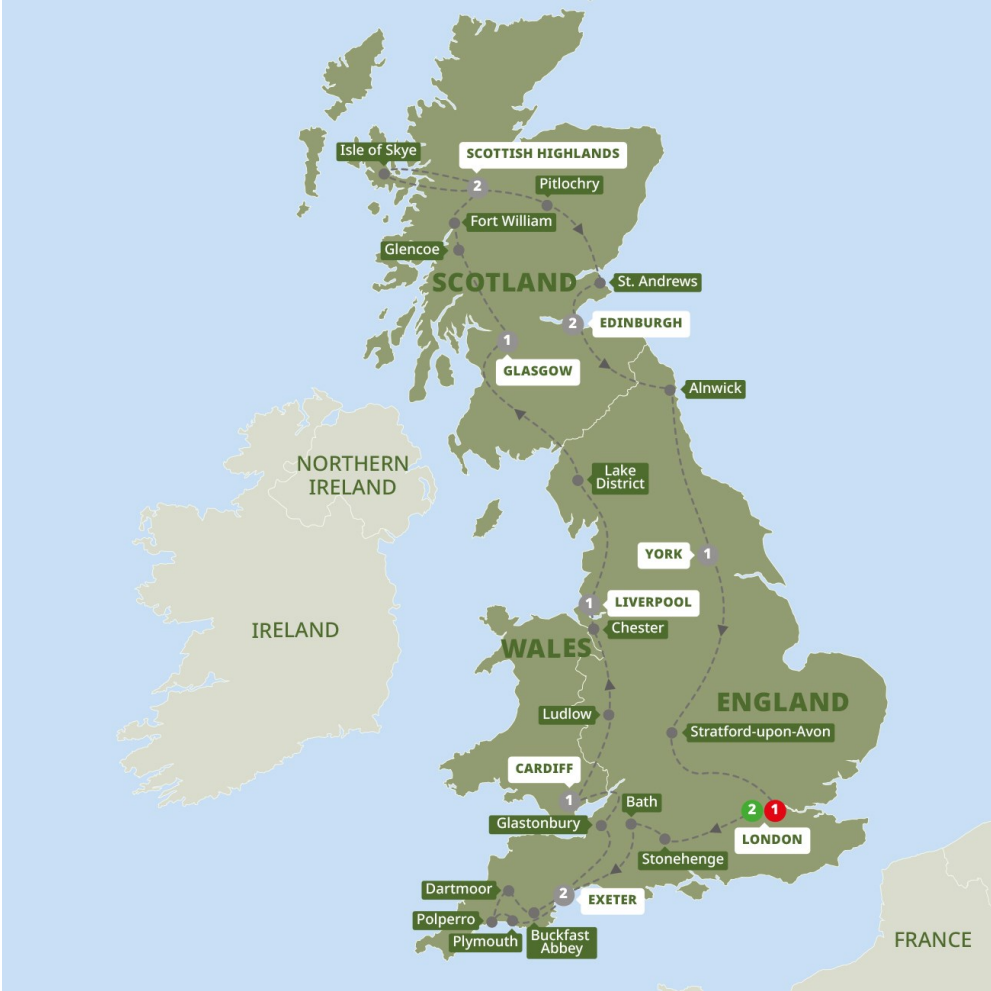 Isle of Skye
SCOTTISH HIGHLANDS
2
Pitlochry
Fort William
Glencoe
SCOTLAND
St. Andrews
2
EDINBURGH
1
GLASGOW
Alnwick
NORTHERN
IRELAND
Lake
District
YORK
1
1
LIVERPOOL
Chester
IRELAND
WALES
ENGLAND
Ludlow
Stratford-upon-Avon
CARDIFF
1
Bath
2
1
LONDON
Glastonbury
Stonehenge
Dartmoor
2
EXETER
Polperro
Plymouth
Buckfast
Abbey
FRANCE